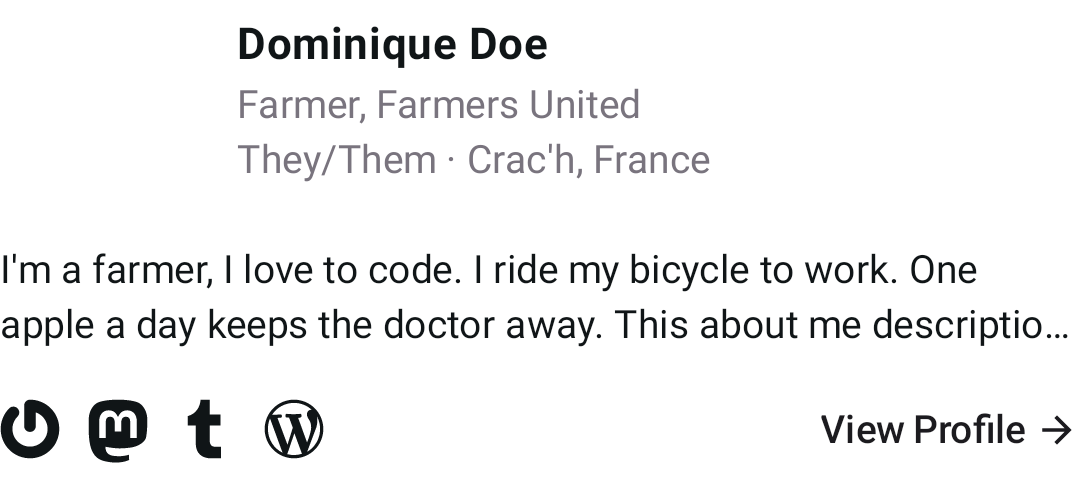 Dominique Doe
Farmer, Farmers United
They/Them · Crac'h, France
I'm a farmer, I love to code. I ride my bicycle to work. One
apple a day keeps the doctor away. This about me descriptio…
View Profile →